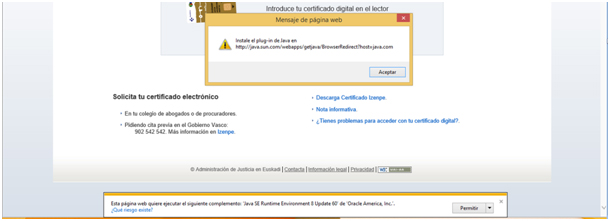 Introduce tu certificado digital en el lector
Mensaje de página web
Instale el plug-in de Java en
http://java.sun.com/webapps/getjava/BrowserRedirect?host=java.com
Aceptar
Solicita tu certificado electrónico
En tu colegio de abogados o de procuradores.
Pidiendo cita previa en el Gobierno Vasco:
902 542 542. Más información en Izenpe.
Descarga Certificado Izenpe.
Nota informativa.
¿Tienes problemas para acceder con tu certificado digital?.
© Administración de Justicia en Euskadi | Contacta | Información legal | Privacidad |
Esta página web quiere ejecutar el siguiente complemento: 'Java SE Runtime Environment 8 Update 60' de 'Oracle America, Inc.'.
¿Qué riesgo existe?
Permitir